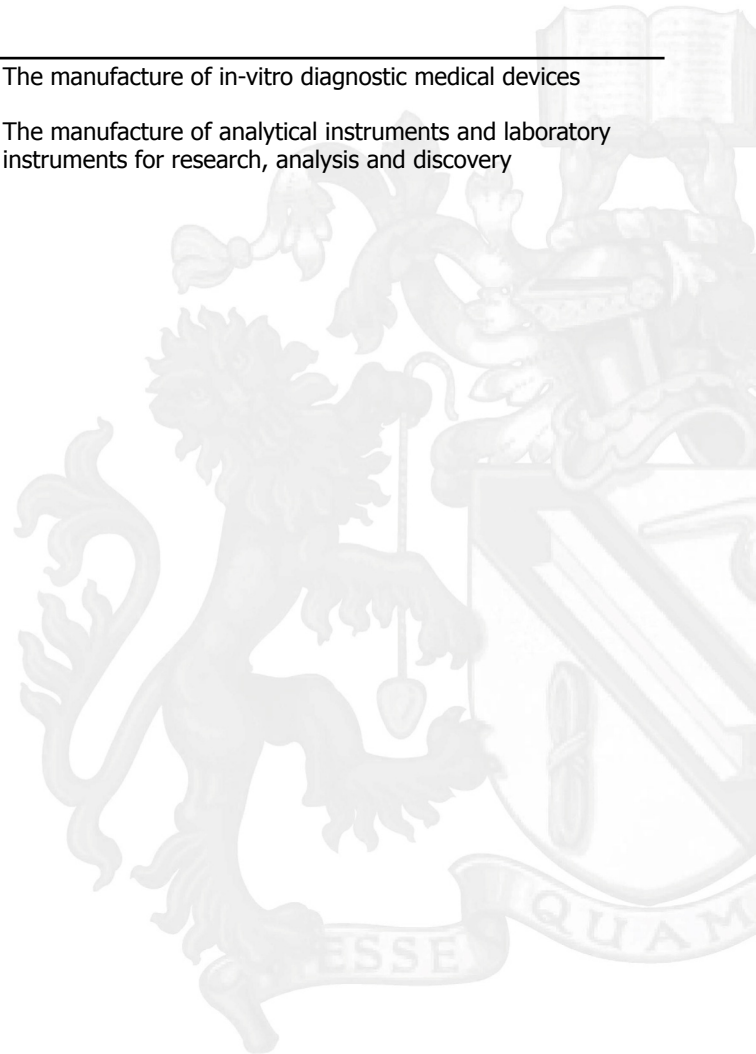 The manufacture of in-vitro diagnostic medical devices
The manufacture of analytical instruments and laboratory
instruments for research, analysis and discovery
ESSE
QUAM